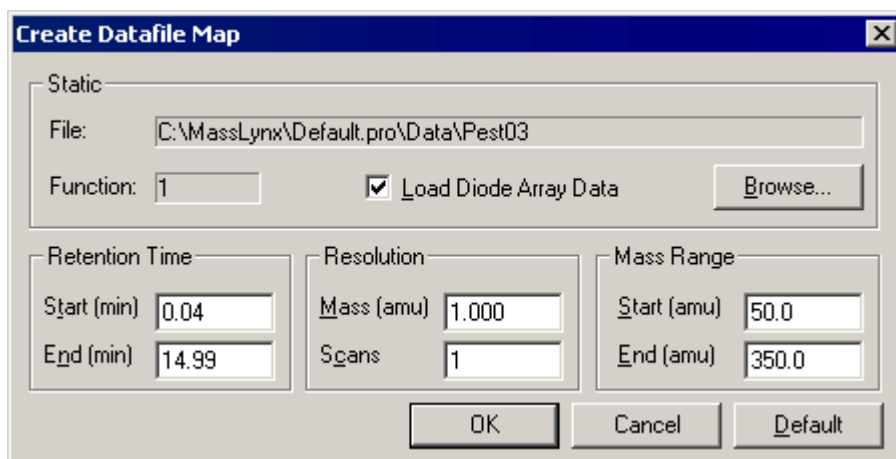 Create Datafile Map
Static
File: C:\MassLynx\Default.pro\Data\Pest03
Function: 1 Load Diode Array Data Browse...
Retention Time Resolution Mass Range
Start (min) 0.04 Mass (amu) 1.000 Start (amu) 50.0
End (min) 14.99 Scans 1 End (amu) 350.0
OK Cancel Default